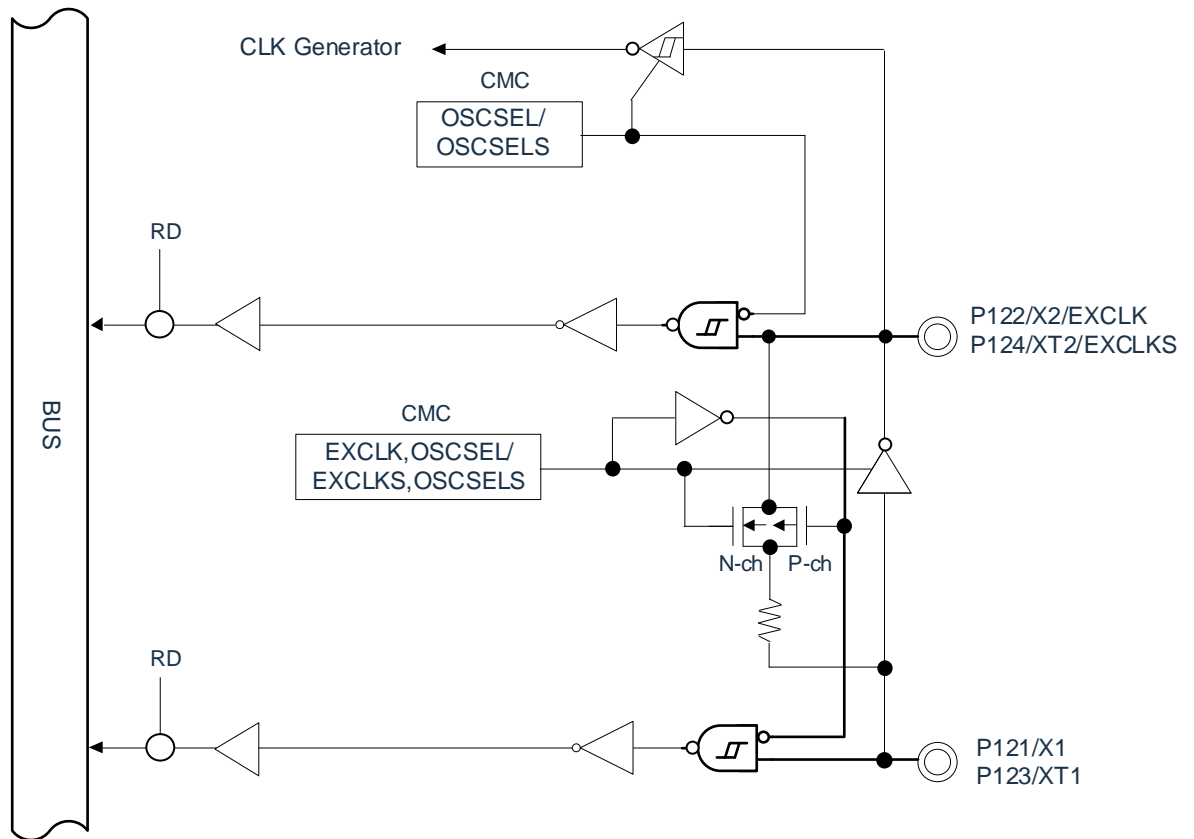 CLK Generator
CMC
OSCSEL/
OSCSELS
RD
P122/X2/EXCLK
P124/XT2/EXCLKS
BUS
CMC
EXCLK,OSCSEL/
EXCLKS,OSCSELS
N-ch
P-ch
RD
P121/X1
P123/XT1